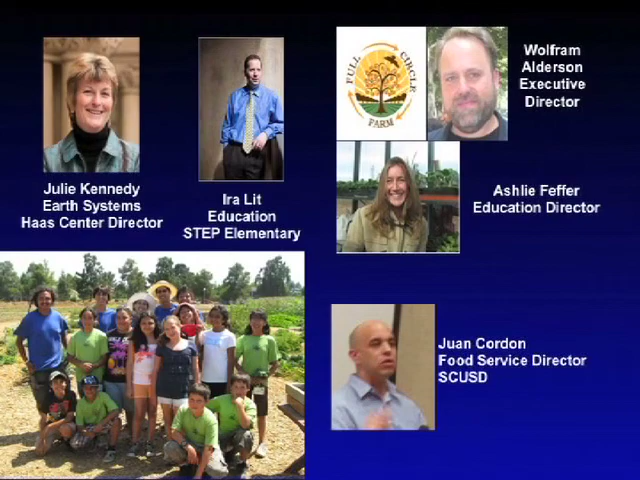 Julie Kennedy
Earth Systems
Haas Center Director
Ira Lit
Education
STEP Elementary
FULL CIRCLE
FARM
Wolfram
Alderson
Executive
Director
Ashlie Feffer
Education Director
Juan Cordon
Food Service Director
SCUSD